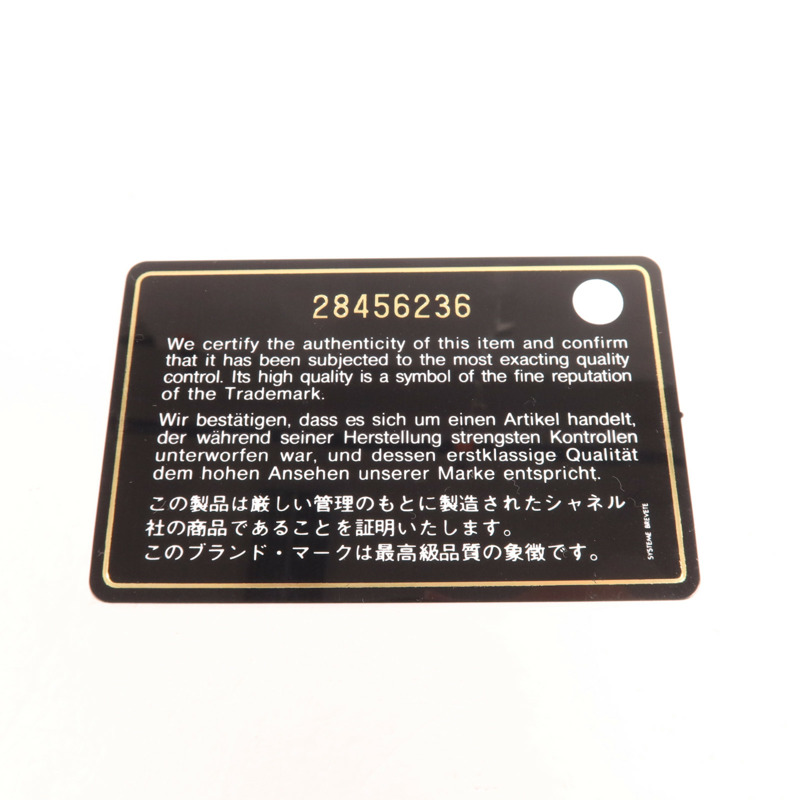 28456236
We certify the authenticity of this item and confirm
that it has been subjected to the most exacting quality
control. Its high quality is a symbol of the fine reputation
of the Trademark.
Wir bestätigen, dass es sich um einen Artikel handelt,
der während seiner Herstellung strengsten Kontrollen
unterworfen war, und dessen erstklassige Qualität
dem hohen Ansehen unserer Marke entspricht.
この製品は厳しい管理のもとに製造されたシャネル
社の商品であることを証明いたします。
このブランド・マークは最高級品質の象徴です。
SYSTEME BREVETE